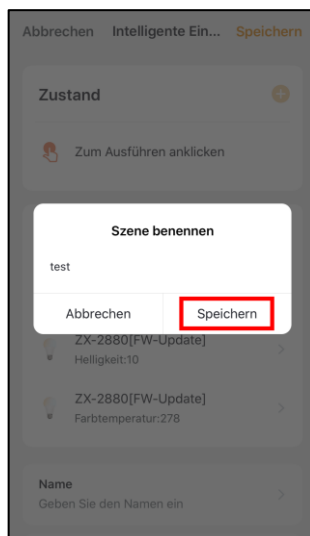 Abbrechen Intelligente Ein... Speichern
Zustand
Zum Ausführen anklicken
Szene benennen
test
Abbrechen Speichern
ZX-2880[FW-Update]
Helligkeit:10
ZX-2880[FW-Update]
Farbtemperatur:278
Name
Geben Sie den Namen ein